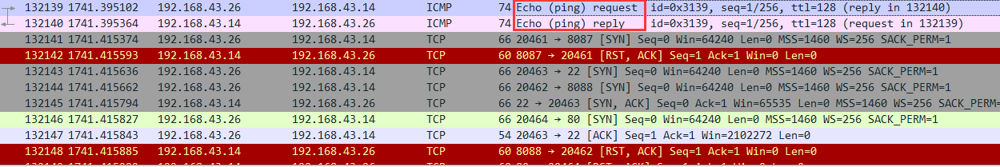 132139 1741.395102 192.168.43.26 192.168.43.14 ICMP 74 Echo (ping) request id=0x3139, seq=1/256, ttl=128 (reply in 132140)
132140 1741.395364 192.168.43.14 192.168.43.26 ICMP 74 Echo (ping) reply id=0x3139, seq=1/256, ttl=128 (request in 132139)
132141 1741.415374 192.168.43.26 192.168.43.14 TCP 66 20461 → 8087 [SYN] Seq=0 Win=64240 Len=0 MSS=1460 WS=256 SACK_PERM=1
132142 1741.415593 192.168.43.14 192.168.43.26 TCP 60 8087 → 20461 [RST, ACK] Seq=1 Ack=1 Win=0 Len=0
132143 1741.415636 192.168.43.26 192.168.43.14 TCP 66 20463 → 22 [SYN] Seq=0 Win=64240 Len=0 MSS=1460 WS=256 SACK_PERM=1
132144 1741.415662 192.168.43.26 192.168.43.14 TCP 66 20462 → 8088 [SYN] Seq=0 Win=64240 Len=0 MSS=1460 WS=256 SACK_PERM=1
132145 1741.415794 192.168.43.14 192.168.43.26 TCP 66 22 → 20463 [SYN, ACK] Seq=0 Ack=1 Win=65535 Len=0 MSS=1460 WS=256 SACK_PERM=
132146 1741.415827 192.168.43.26 192.168.43.14 TCP 66 20464 → 80 [SYN] Seq=0 Win=64240 Len=0 MSS=1460 WS=256 SACK_PERM=1
132147 1741.415843 192.168.43.26 192.168.43.14 TCP 54 20463 → 22 [ACK] Seq=1 Ack=1 Win=2102272 Len=0
132148 1741.415885 192.168.43.14 192.168.43.26 TCP 60 8088 → 20462 [RST, ACK] Seq=1 Ack=1 Win=0 Len=0